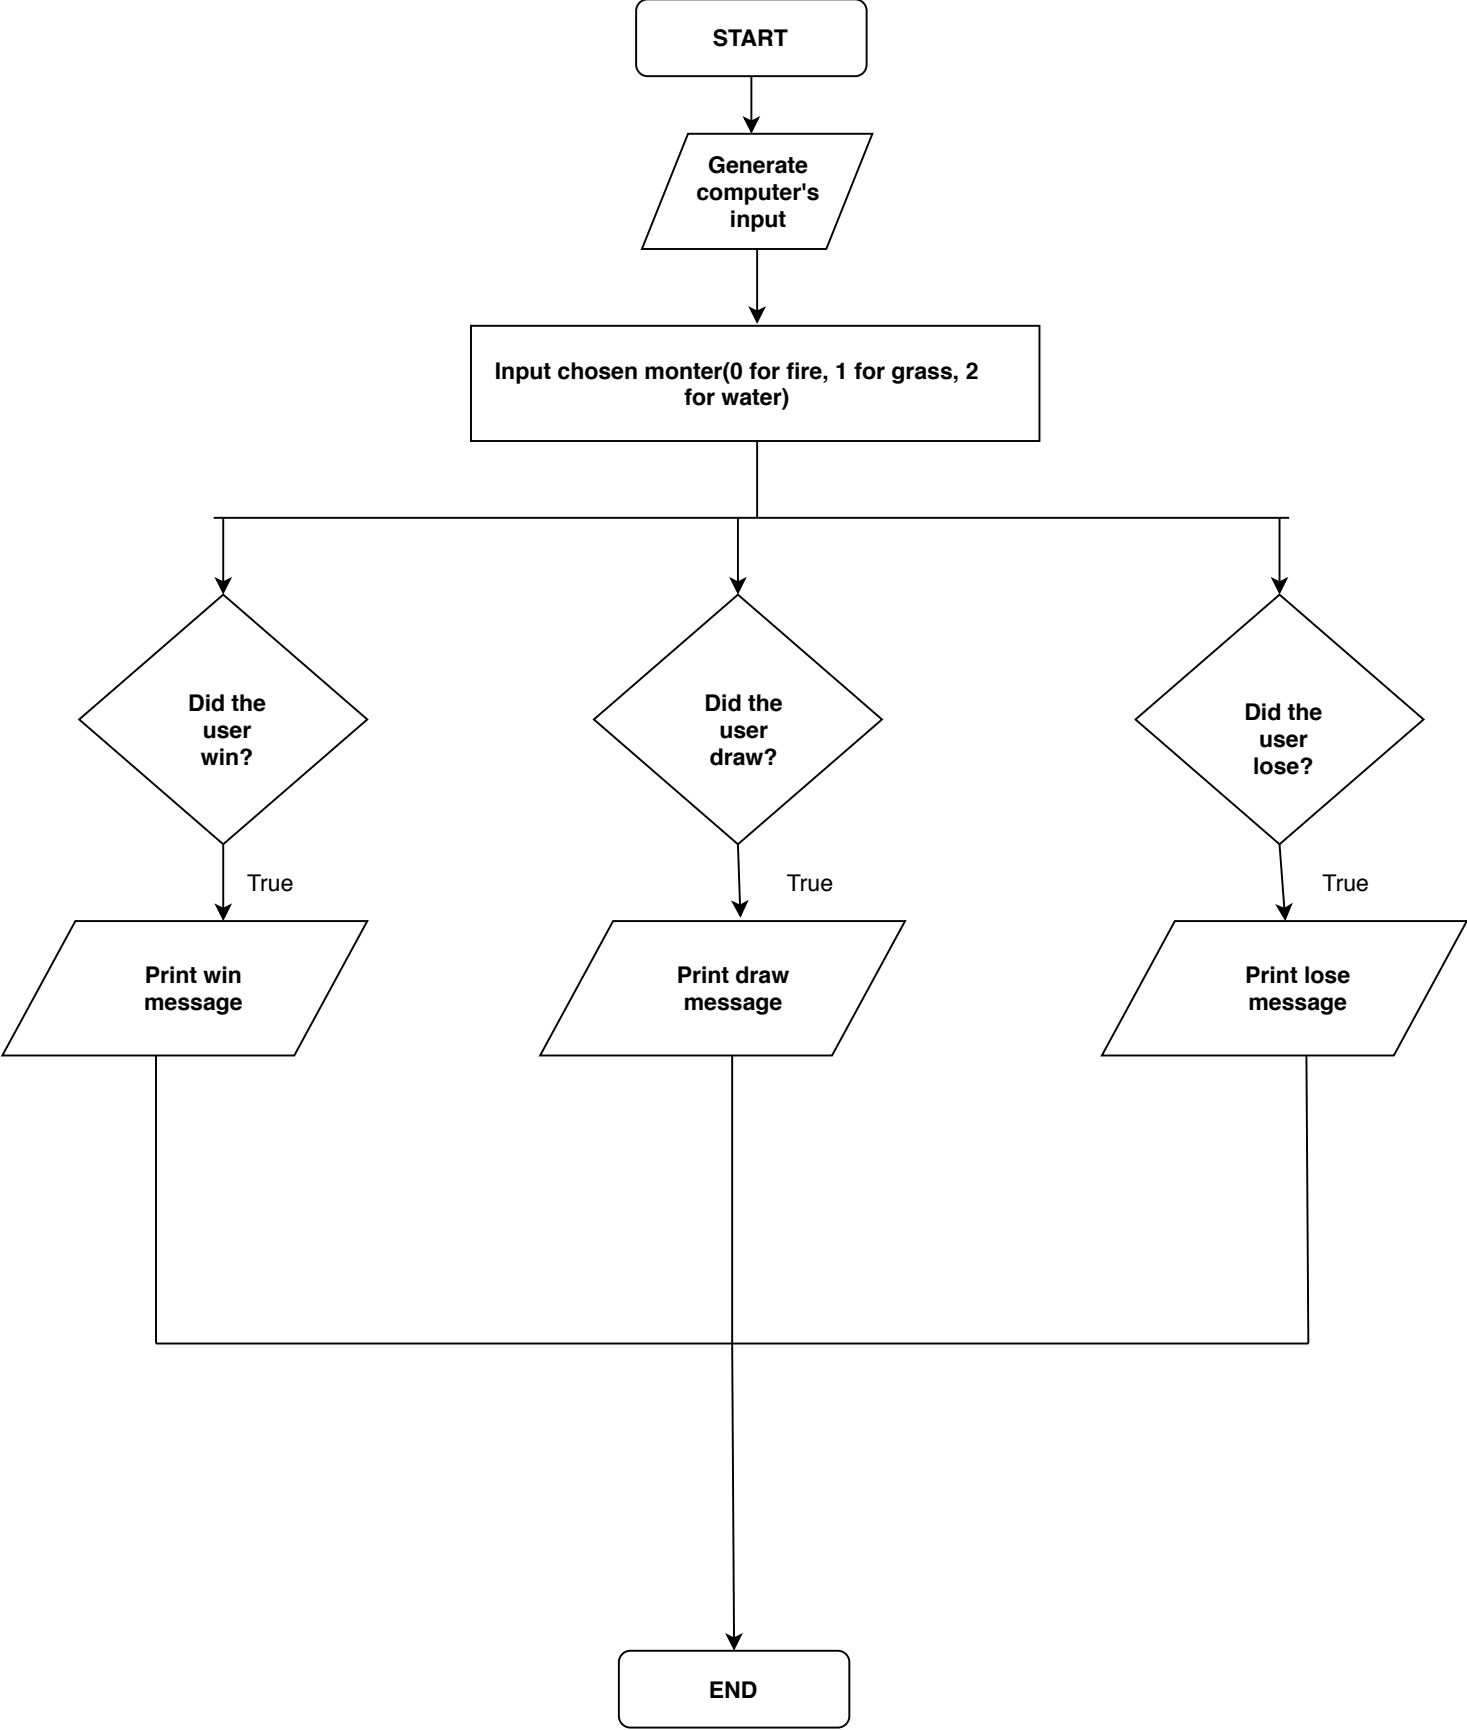 START
Generate
computer's
input
Input chosen monter(0 for fire, 1 for grass, 2
for water)
Did the
user
win?
Did the
user
draw?
Did the
user
lose?
True
True
True
Print win
message
Print draw
message
Print lose
message
END